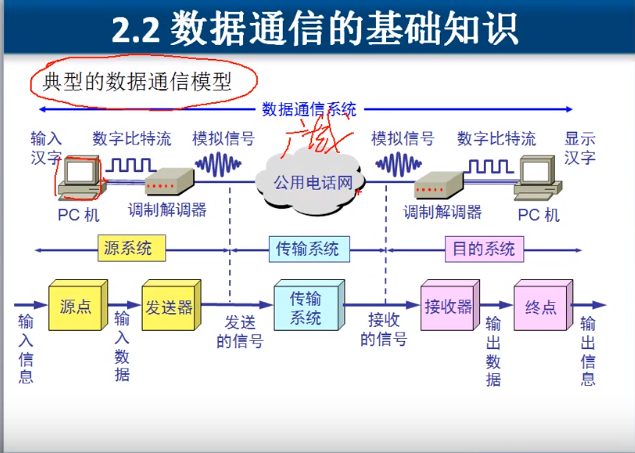 2.2 数据通信的基础知识
典型的数据通信模型
数据通信系统
广域
输入
汉字
数字比特流
模拟信号
模拟信号
数字比特流
显示
汉字
公用电话网
PC 机
调制解调器
调制解调器
PC 机
源系统
传输系统
目的系统
源点
发送器
传输
系统
接收器
终点
输入信息
输入数据
发送
的信号
接收
的信号
输出数据
输出信息